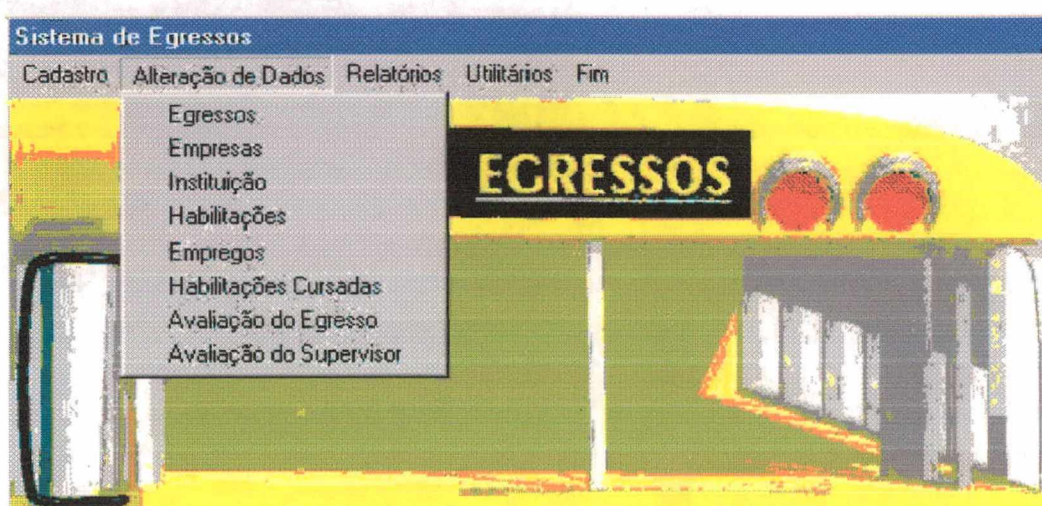 Sistema de Egressos
Cadastro Alteração de Dados Relatórios Utilitários Fim
Egressos
Empresas
Instituição
Habilitações
Empregos
Habilitações Cursadas
Avaliação do Egresso
Avaliação do Supervisor
EGRESSOS